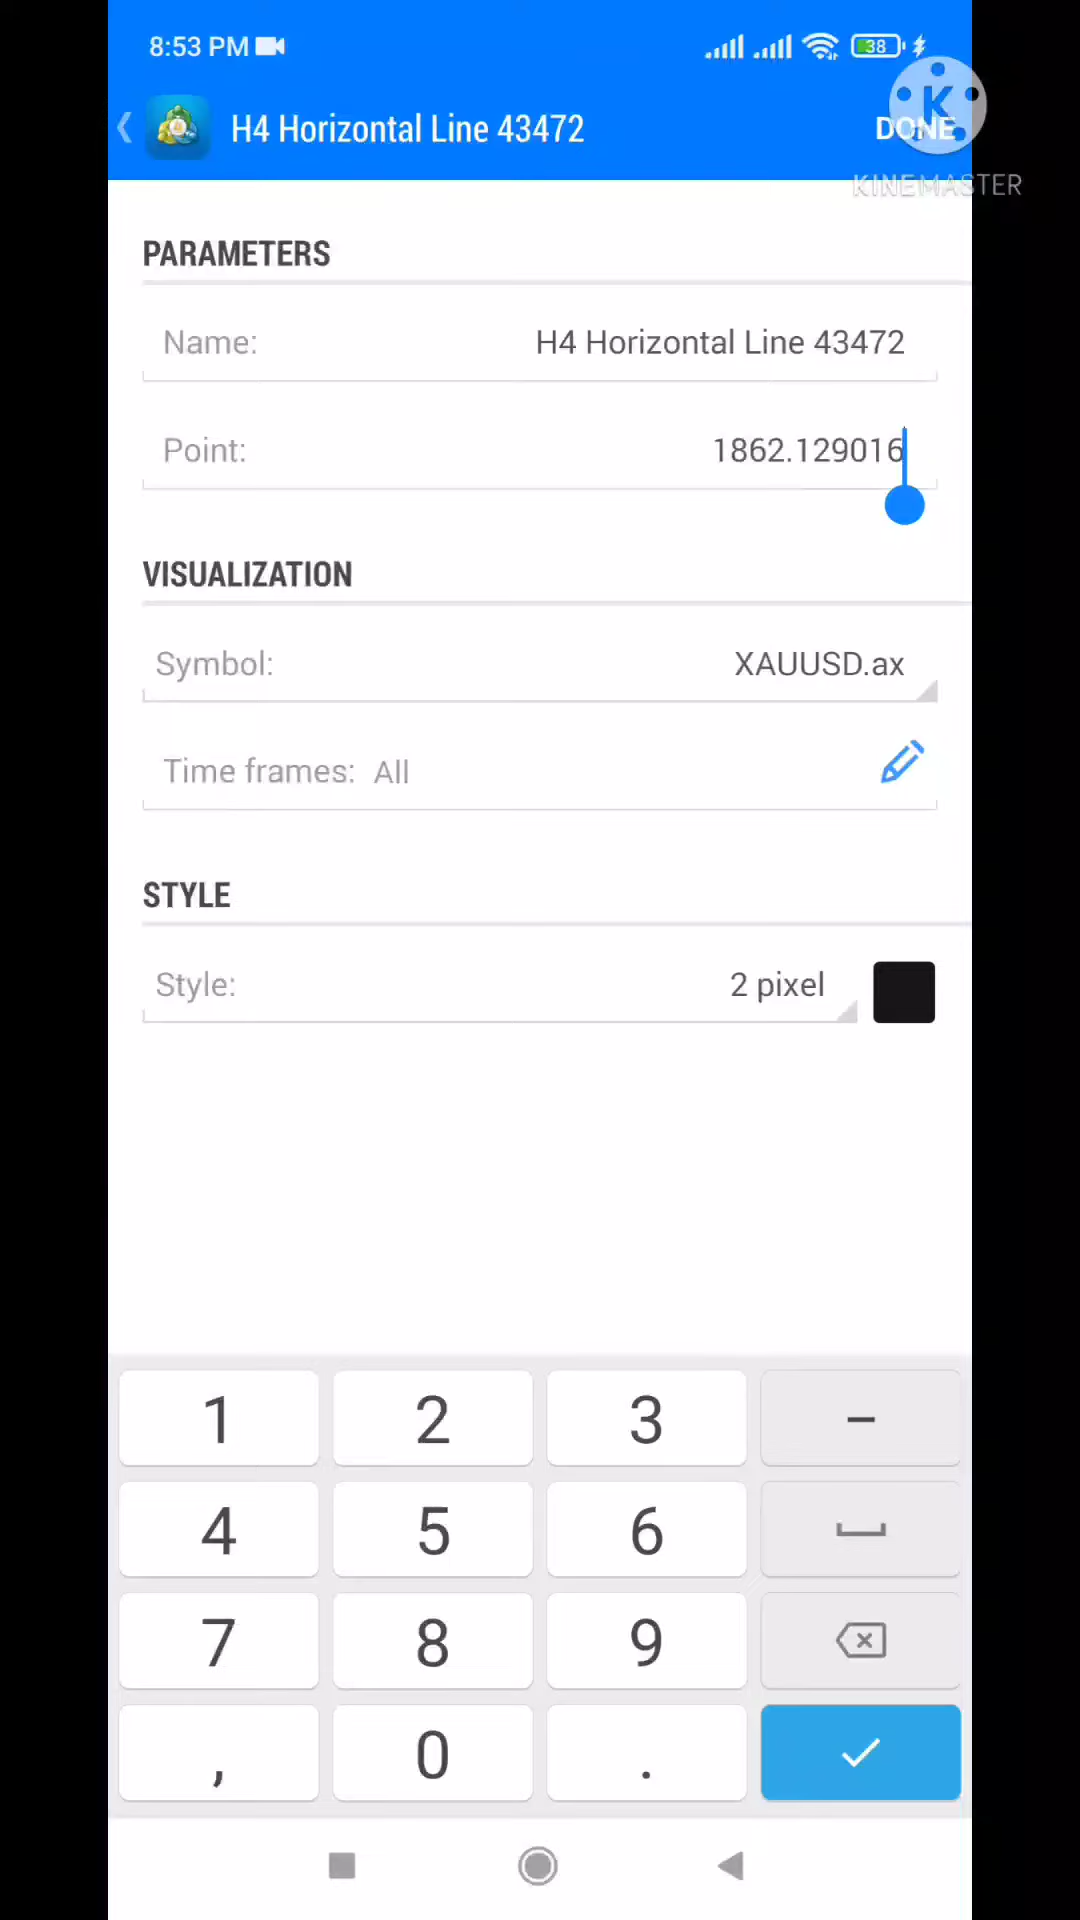 8:53 PM
38
H4 Horizontal Line 43472
DONE
K
KINEMASTER
PARAMETERS
Name: H4 Horizontal Line 43472
Point: 1862.129016
VISUALIZATION
Symbol: XAUUSD.ax
Time frames: All
STYLE
Style: 2 pixel
1 2 3 –
4 5 6
7 8 9
, 0 .